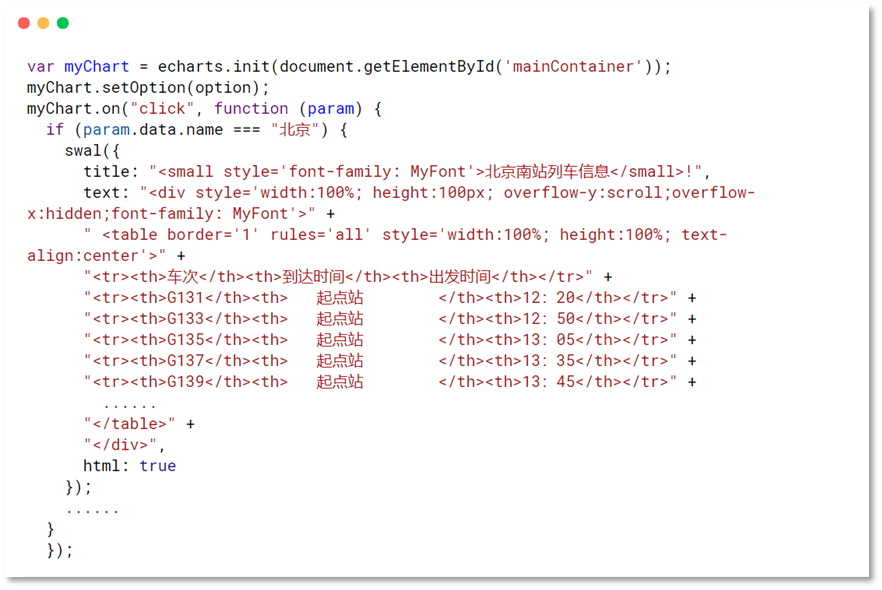 var myChart = echarts.init(document.getElementById('mainContainer'));
myChart.setOption(option);
myChart.on("click", function (param) {
  if (param.data.name === "北京") {
    swal({
      title: "<small style='font-family: MyFont'>北京南站列车信息</small>!",
      text: "<div style='width:100%; height:100px; overflow-y:scroll;overflow-
x:hidden;font-family: MyFont'>" +
      " <table border='1' rules='all' style='width:100%; height:100%; text-
align:center'>" +
      "<tr><th>车次</th><th>到达时间</th><th>出发时间</th></tr>" +
      "<tr><th>G131</th><th>   起点站        </th><th>12：20</th></tr>" +
      "<tr><th>G133</th><th>   起点站        </th><th>12：50</th></tr>" +
      "<tr><th>G135</th><th>   起点站        </th><th>13：05</th></tr>" +
      "<tr><th>G137</th><th>   起点站        </th><th>13：35</th></tr>" +
      "<tr><th>G139</th><th>   起点站        </th><th>13：45</th></tr>" +
        ......
      "</table>" +
      "</div>",
      html: true
    });
    ......
  }
  });